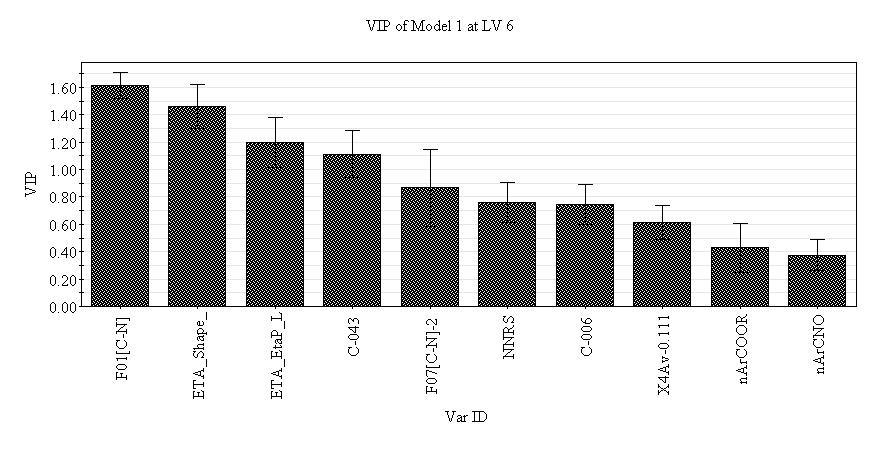 VIP of Model 1 at LV 6
VIP
1.60
1.40
1.20
1.00
0.80
0.60
0.40
0.20
0.00
F01[C-N]
ETA_Shape_
ETA_EtaP_L
C-043
F07[C-N]-2
NNRS
C-006
X4Av-0.111
nArCOOR
nArCNO
Var ID